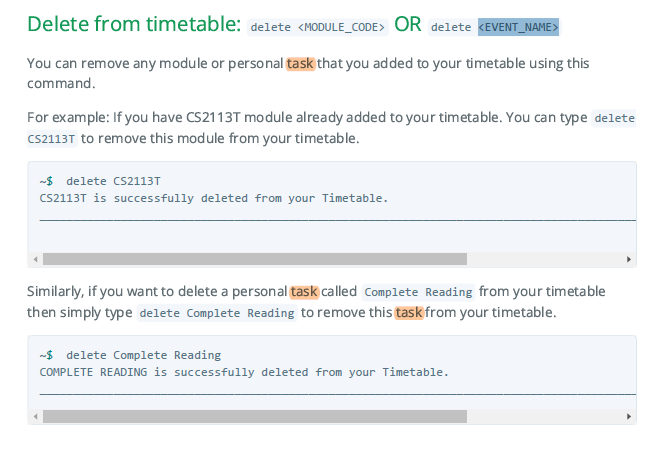 Delete from timetable: delete <MODULE_CODE> OR delete <EVENT_NAME>
You can remove any module or personal task that you added to your timetable using this
command.
For example: If you have CS2113T module already added to your timetable. You can type delete
CS2113T to remove this module from your timetable.
~$ delete CS2113T
CS2113T is successfully deleted from your Timetable.
Similarly, if you want to delete a personal task called Complete Reading from your timetable
then simply type delete Complete Reading to remove this task from your timetable.
~$ delete Complete Reading
COMPLETE READING is successfully deleted from your Timetable.